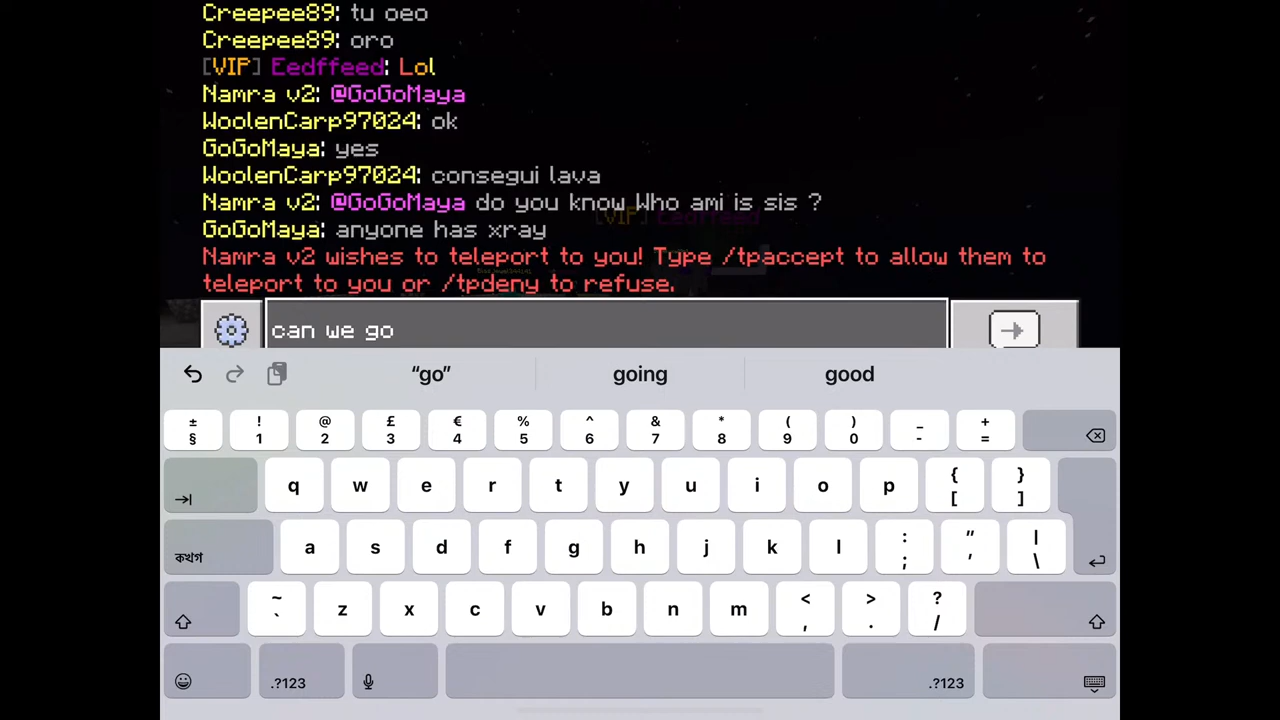 Creepee89: tu oeo
Creepee89: oro
[VIP] Eedffeed: Lol
Namra v2: @GoGoMaya
WoolenCarp97024: ok
GoGoMaya: yes
WoolenCarp97024: consegui lava
Namra v2: @GoGoMaya do you know Who ami is sis ?
[VIP] Eedffeed
GoGoMaya: anyone has xray
Namra v2 wishes to teleport to you! Type /tpaccept to allow them to
teleport to you or /tpdeny to refuse.
can we go
“go” going good
± ! @ £ € % ^ & * ( ) _ +
§ 1 2 3 4 5 6 7 8 9 0 - =
q w e r t y u i o p { [ } ]
a s d f g h j k l : ; " ' | \
কখগ
~ ` z x c v b n m < , > . ? /
.?123 .?123